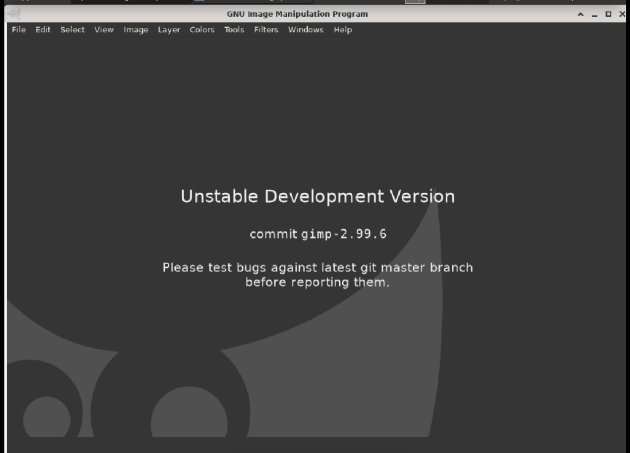 GNU Image Manipulation Program
File Edit Select View Image Layer Colors Tools Filters Windows Help
Unstable Development Version
commit gimp-2.99.6
Please test bugs against latest git master branch
before reporting them.